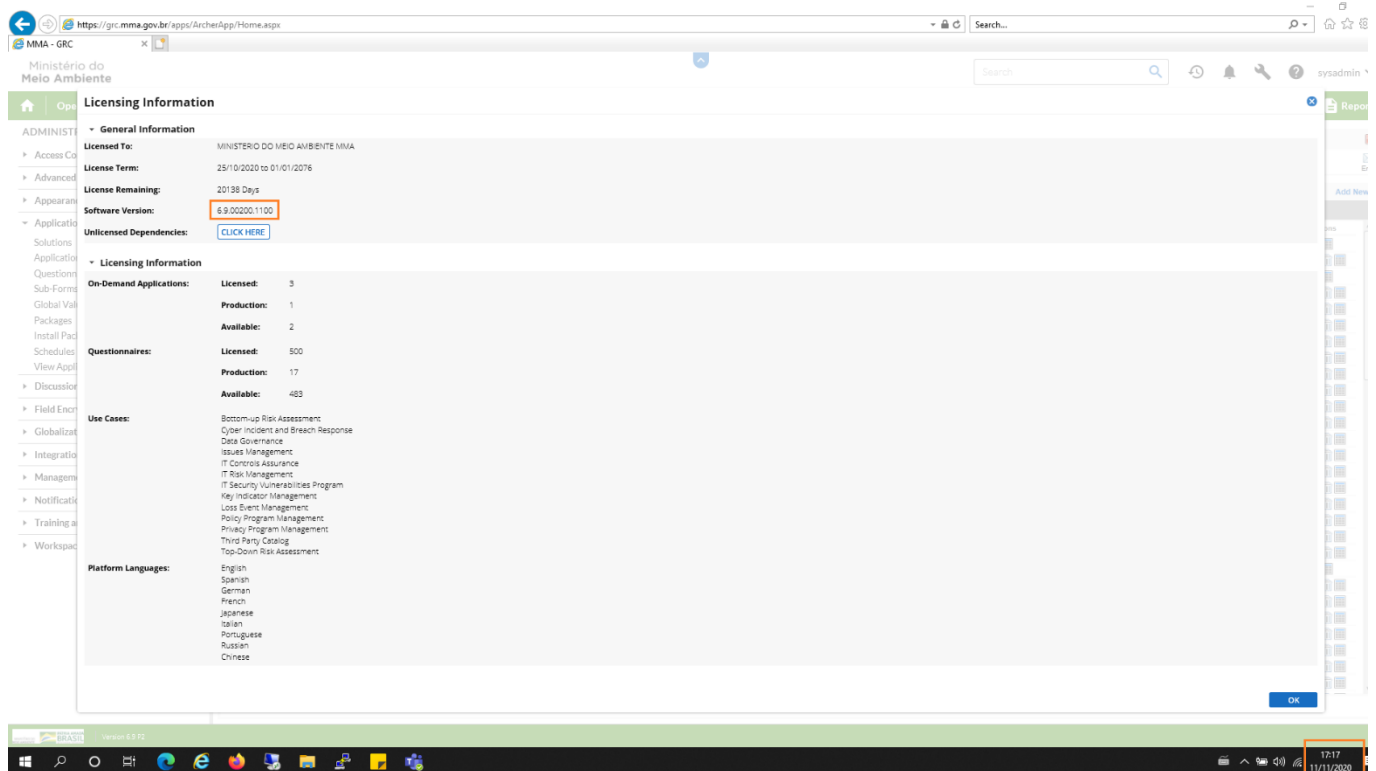 https://grc.mma.gov.br/apps/ArcherApp/Home.aspx
Search...
MMA - GRC
Ministério do
Meio Ambiente
Search
sysadmin
Licensing Information
Ope
Repor
ADMINISTR
General Information
Licensed To: MINISTÉRIO DO MEIO AMBIENTE MMA
Access Co
License Term: 25/10/2020 to 01/01/2076
Advanced
License Remaining: 20138 Days
Add New
Appearan
Software Version: 6.9.00200.1100
Applicatio
Unlicensed Dependencies: CLICK HERE
Solutions
Application
Licensing Information
Questionn
On-Demand Applications: Licensed: 3
Sub-Forms
Global Val
Production: 1
Packages
Available: 2
Install Pac
Schedules
Questionnaires: Licensed: 500
View Appl
Production: 17
Discussion
Available: 483
Field Encry
Use Cases: Bottom-up Risk Assessment
Cyber Incident and Breach Response
Globalizat
Data Governance
Issues Management
Integratio
IT Controls Assurance
IT Risk Management
Managem
IT Security Vulnerabilities Program
Key Indicator Management
Notificatio
Loss Event Management
Policy Program Management
Training a
Privacy Program Management
Third Party Catalog
Workspac
Top-Down Risk Assessment
Platform Languages: English
Spanish
German
French
Japanese
Italian
Portuguese
Russian
Chinese
OK
BRASIL
Version 6.9 P2
17:17
11/11/2020